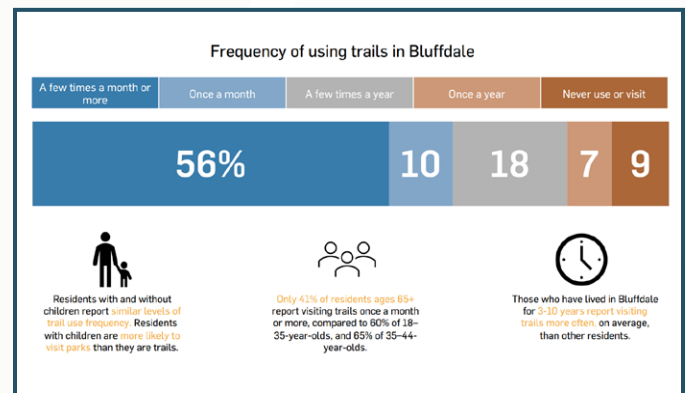 Frequency of using trails in Bluffdale
A few times a month or
more
Once a month
A few times a year
Once a year
Never use or visit
56%
10
18
7
9
Residents with and without
children report similar levels of
trail use frequency. Residents
with children are more likely to
visit parks than they are trails.
Only 41% of residents ages 65+
report visiting trails once a month
or more, compared to 60% of 18–
35-year-olds, and 65% of 35–44-
year-olds.
Those who have lived in Bluffdale
for 3-10 years report visiting
trails more often, on average,
than other residents.